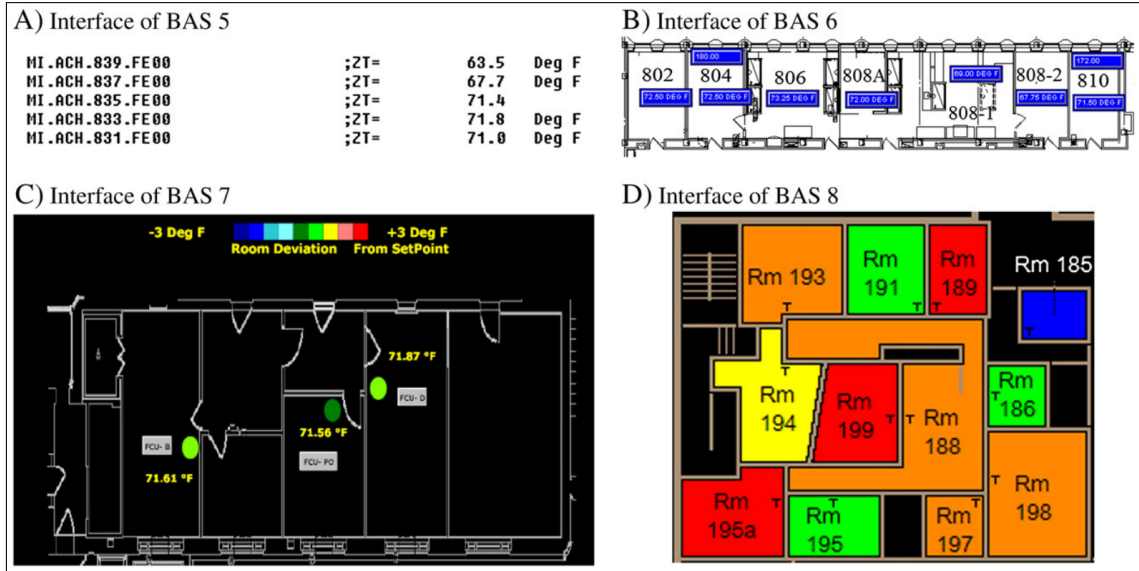 A) Interface of BAS 5
MI.ACH.839.FE00 ;ZT= 63.5 Deg F
MI.ACH.837.FE00 ;ZT= 67.7 Deg F
MI.ACH.835.FE00 ;ZT= 71.4
MI.ACH.833.FE00 ;ZT= 71.8 Deg F
MI.ACH.831.FE00 ;ZT= 71.0 Deg F
B) Interface of BAS 6
180.00
172.00
802 804 806 808A 808-2 810
69.00 DEG F
72.50 DEG F 72.50 DEG F 73.25 DEG F 72.00 DEG F 67.75 DEG F 71.50 DEG F
808-1
C) Interface of BAS 7
-3 Deg F +3 Deg F
Room Deviation From SetPoint
71.87 °F
FCU- D
71.56 °F
FCU- B
FCU- PO
71.61 °F
D) Interface of BAS 8
Rm 193
Rm
191
Rm
189
Rm 185
Rm
194
Rm
199
Rm
188
Rm
186
Rm
195a
Rm
195
Rm
197
Rm
198